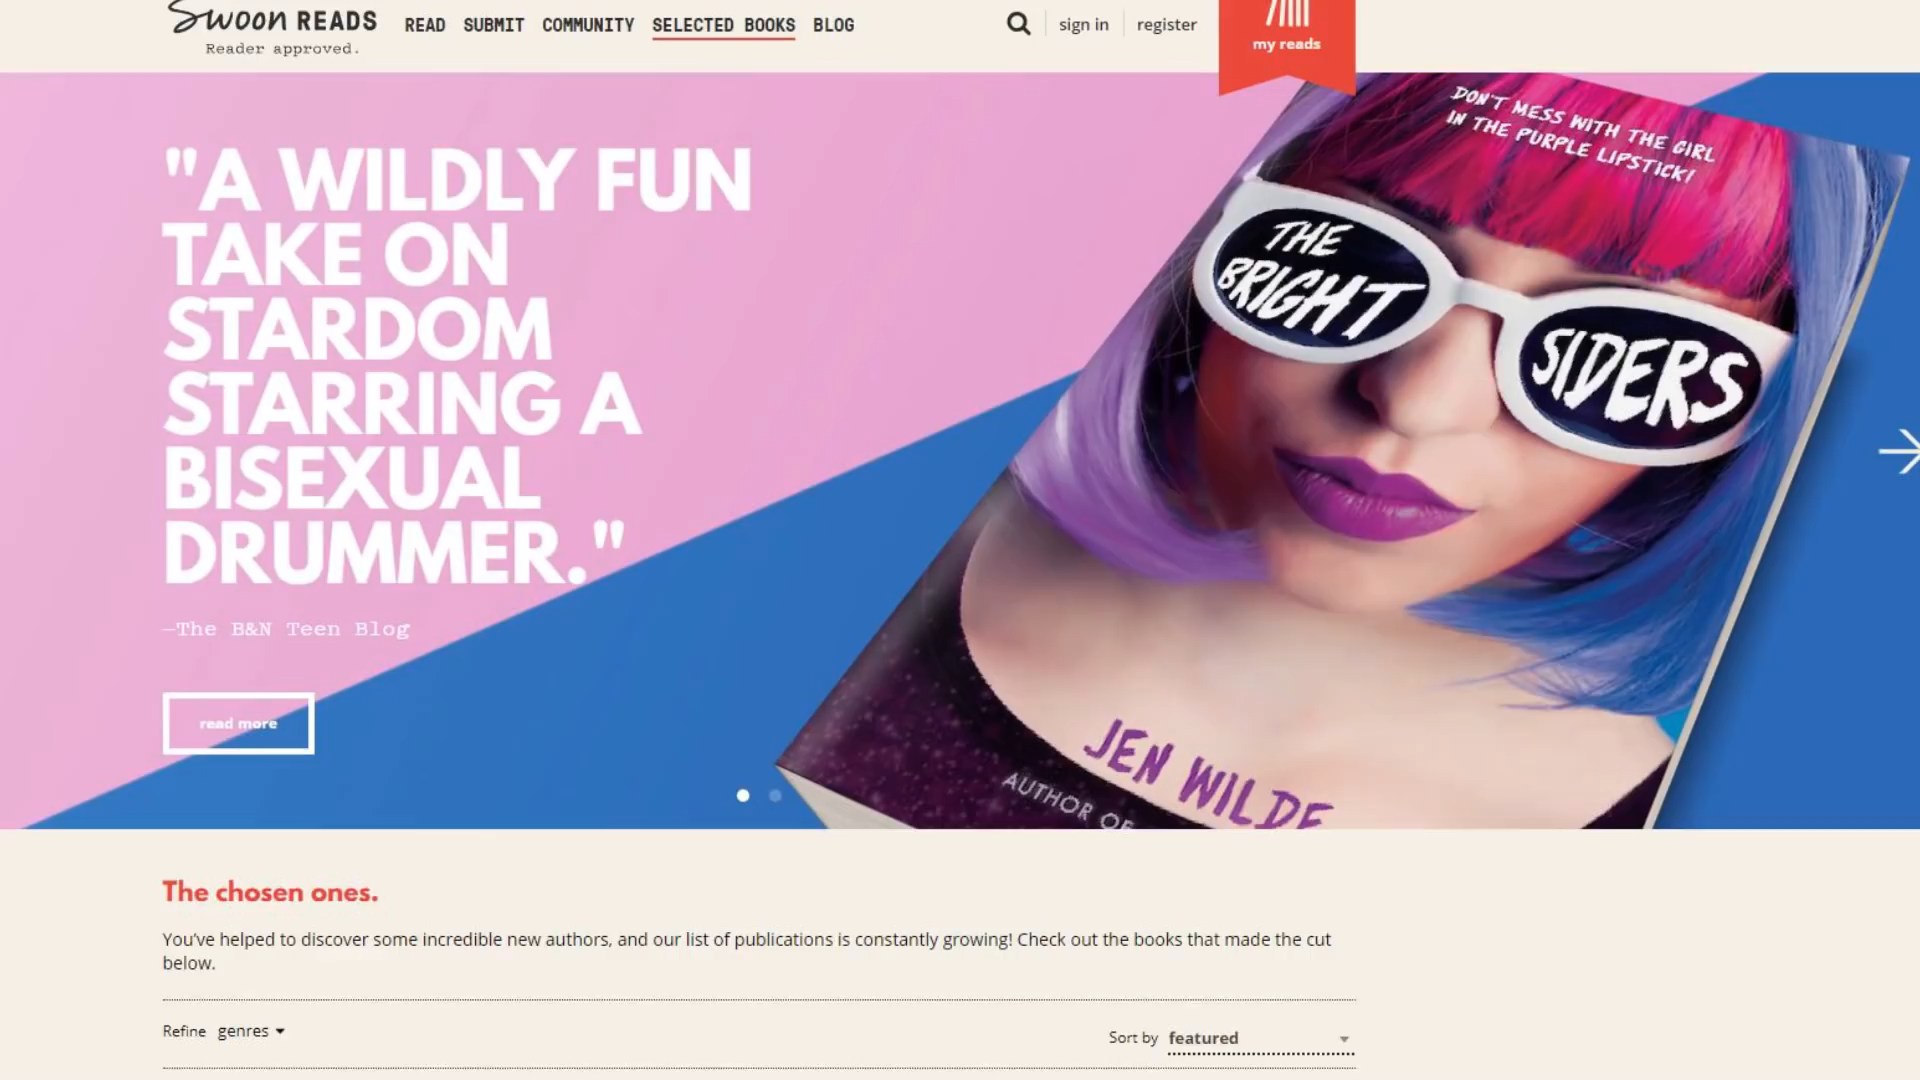 Swoon READS
Reader approved.
READ SUBMIT COMMUNITY SELECTED BOOKS BLOG
sign in register
my reads
"A WILDLY FUN
TAKE ON
STARDOM
STARRING A
BISEXUAL
DRUMMER."
—The B&N Teen Blog
read more
DON'T MESS WITH THE GIRL
IN THE PURPLE LIPSTICK!
THE
BRIGHT
SIDERS
JEN WILDE
AUTHOR OF
The chosen ones.
You've helped to discover some incredible new authors, and our list of publications is constantly growing! Check out the books that made the cut
below.
Refine genres
Sort by featured